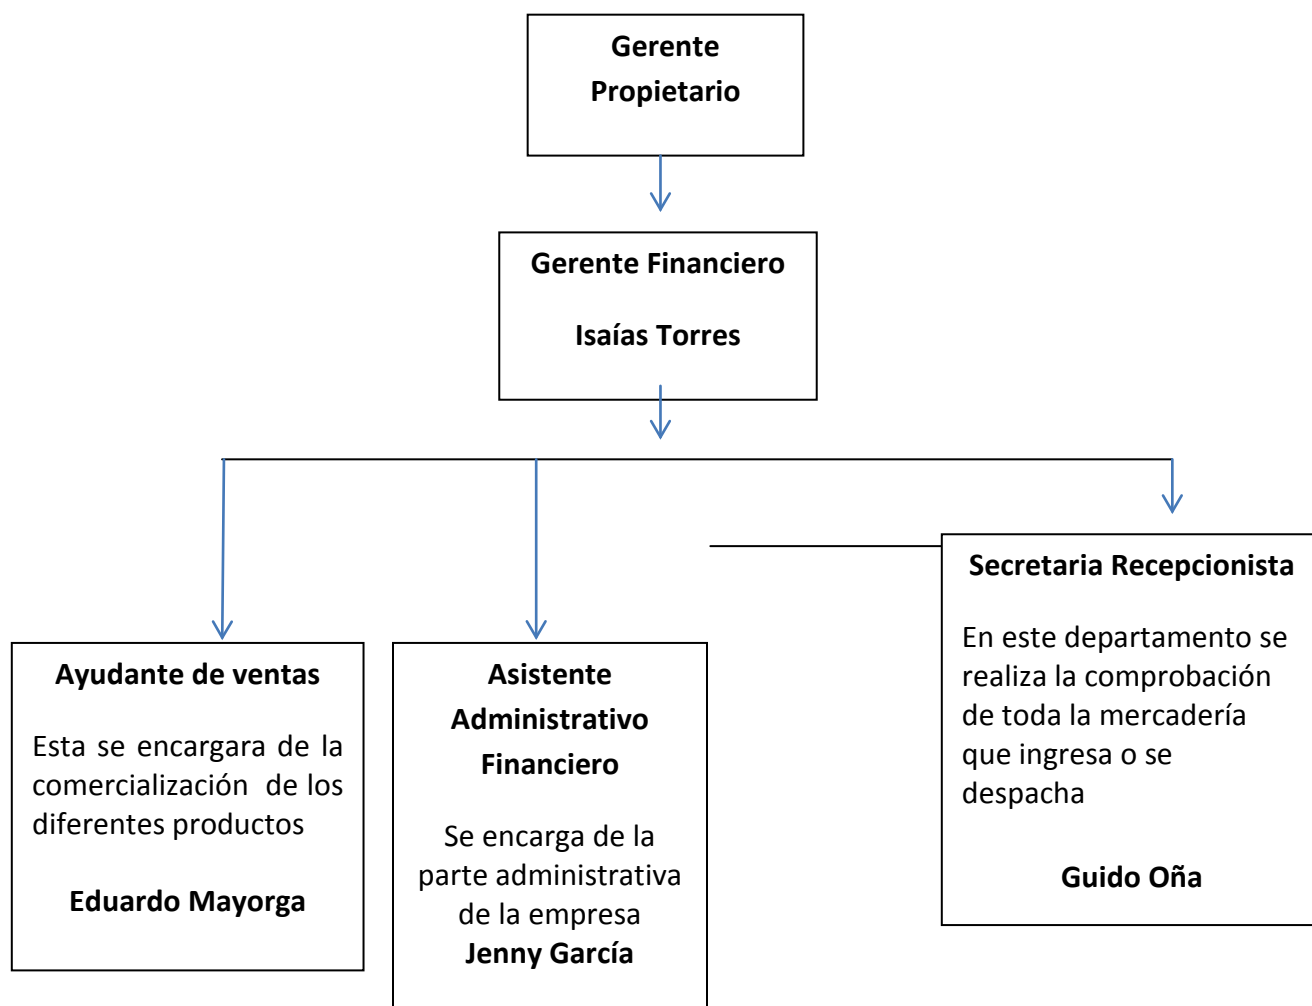 Gerente
Propietario
Gerente Financiero
Isaías Torres
Ayudante de ventas
Esta se encargara de la
comercialización de los
diferentes productos
Eduardo Mayorga
Asistente
Administrativo
Financiero
Se encarga de la
parte administrativa
de la empresa
Jenny García
Secretaria Recepcionista
En este departamento se
realiza la comprobación
de toda la mercadería
que ingresa o se
despacha
Guido Oña